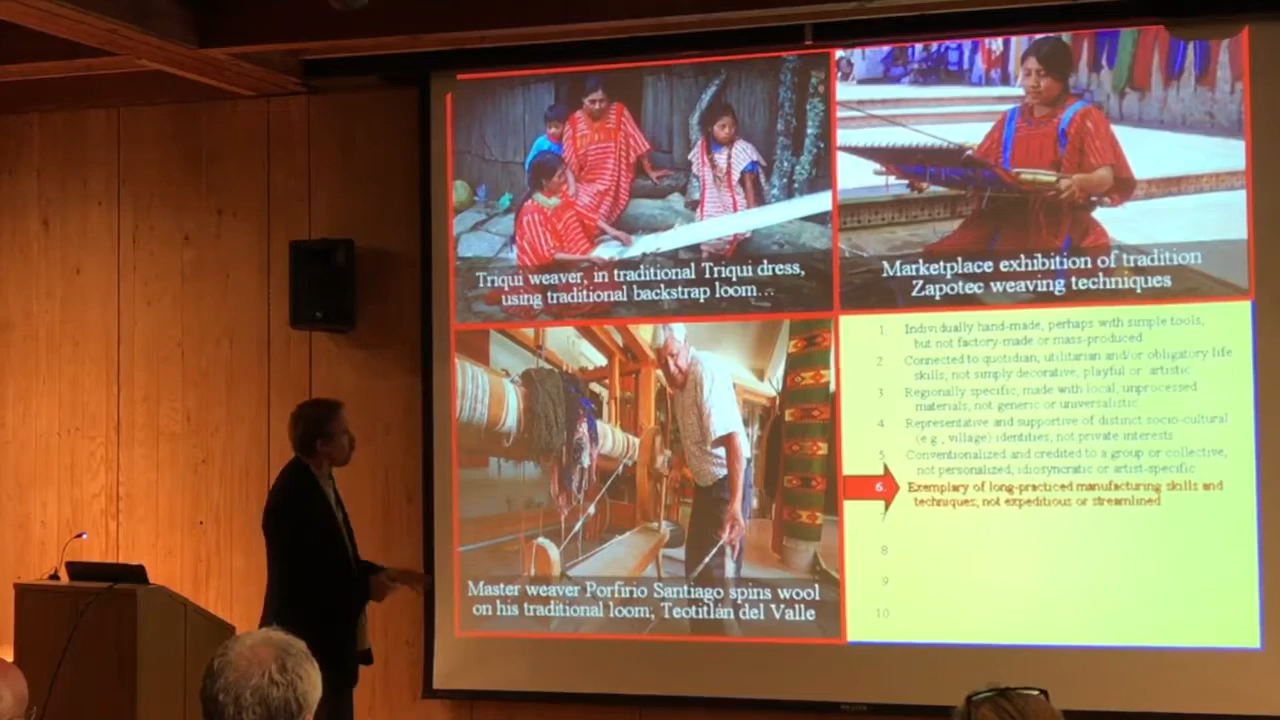 Triqui weaver, in traditional Triqui dress,
using traditional backstrap loom...
Marketplace exhibition of tradition
Zapotec weaving techniques
Master weaver Porfirio Santiago spins wool
on his traditional loom; Teotitlán del Valle
1. Individually hand-made, perhaps with simple tools,
but not factory-made or mass-produced
2. Connected to quotidian, utilitarian and/or obligatory life
skills, not simply decorative, playful or artistic
3. Regionally specific, made with local, unprocessed
materials, not generic or universalistic
4. Representative and supportive of distinct socio-cultural
(e.g., village) identities, not private interests
5. Conventionalized and credited to a group or collective,
not personalized, idiosyncratic or artist-specific
6. Exemplary of long-practiced manufacturing skills and
techniques, not expeditious or streamlined
7
8
9
10